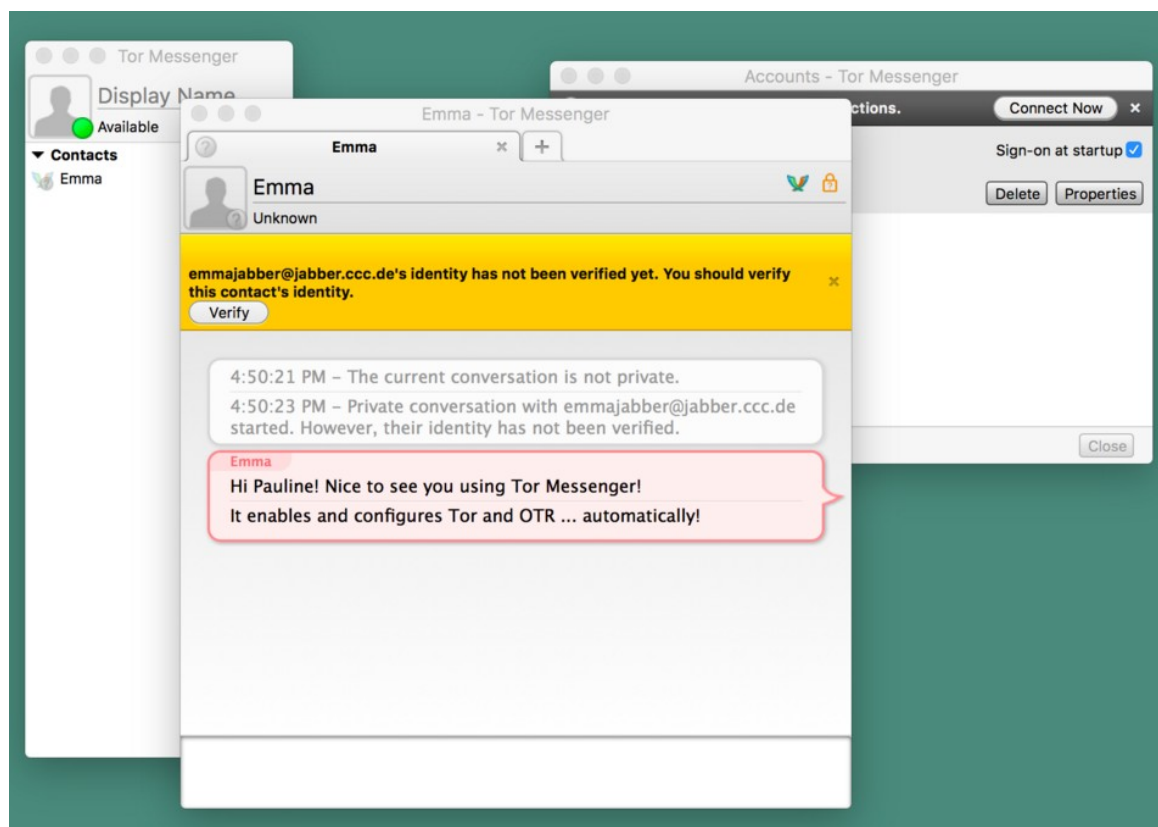 Tor Messenger
Display Name
Available
Contacts
Emma
Accounts - Tor Messenger
ctions.
Connect Now
Sign-on at startup
Delete
Properties
Close
Emma - Tor Messenger
Emma
Emma
Unknown
emmajabber@jabber.ccc.de's identity has not been verified yet. You should verify
this contact's identity.
Verify
4:50:21 PM – The current conversation is not private.
4:50:23 PM – Private conversation with emmajabber@jabber.ccc.de
started. However, their identity has not been verified.
Emma
Hi Pauline! Nice to see you using Tor Messenger!
It enables and configures Tor and OTR ... automatically!